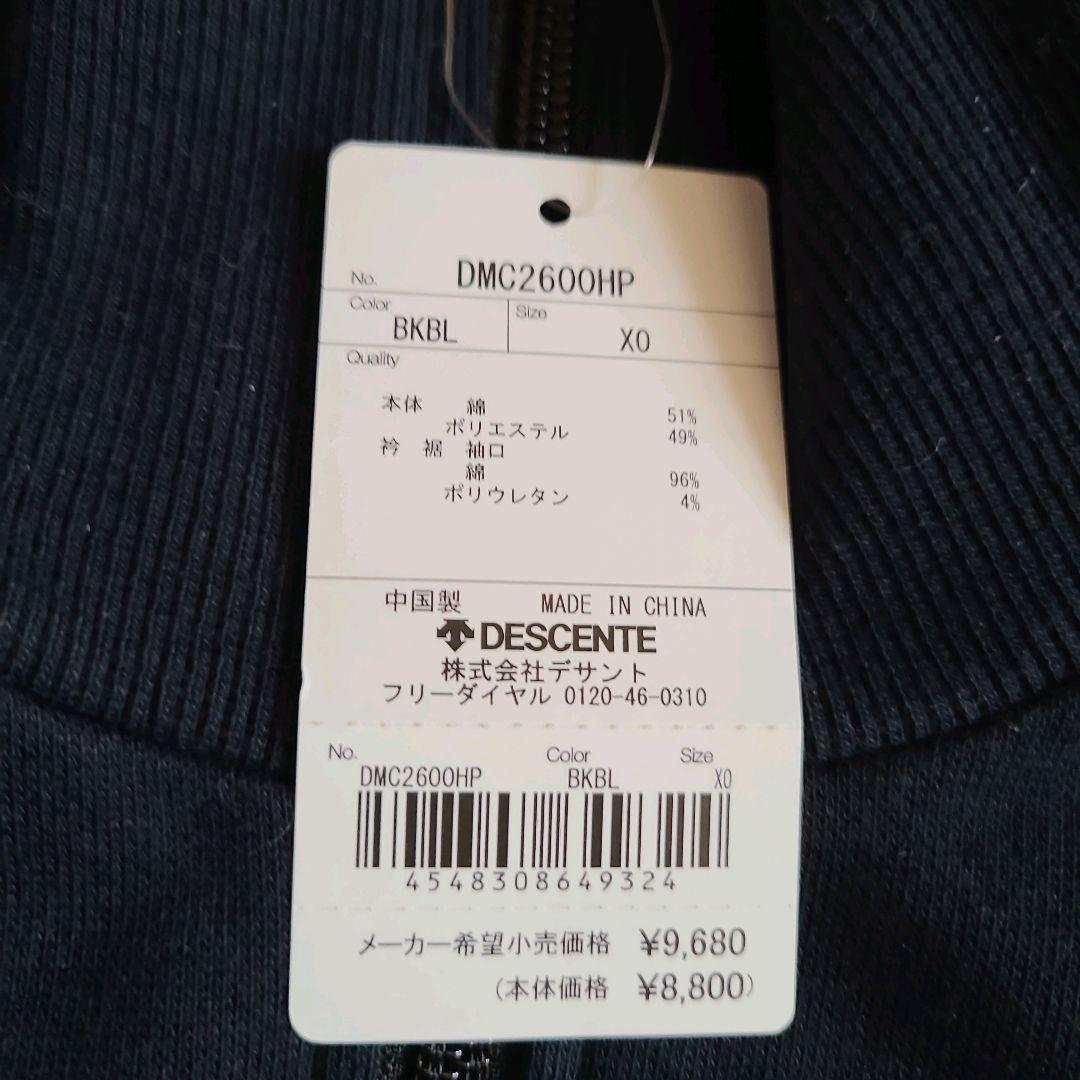 No. DMC2600HP
Color BKBL Size XO
Quality
本体 綿 51%
ポリエステル 49%
衿 裾 袖口
綿 96%
ポリウレタン 4%
中国製 MADE IN CHINA
DESCENTE
株式会社デサント
フリーダイヤル 0120-46-0310
No. Color Size
DMC2600HP BKBL XO
4548308649324
メーカー希望小売価格 ¥9,680
(本体価格 ¥8,800)